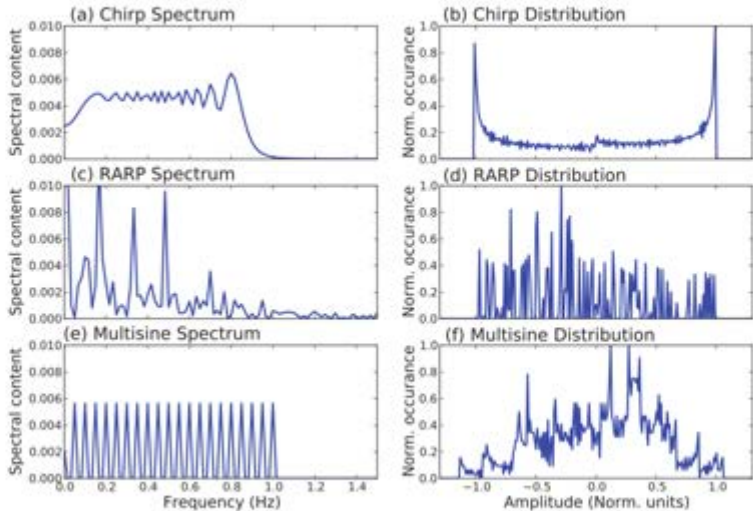 (a) Chirp Spectrum
0.010
0.008
0.006
0.004
0.002
0.000
Spectral content
(b) Chirp Distribution
1.0
0.8
0.6
0.4
0.2
0.0
Norm. occurance
(c) RARP Spectrum
0.010
0.008
0.006
0.004
0.002
0.000
Spectral content
(d) RARP Distribution
1.0
0.8
0.6
0.4
0.2
0.0
Norm. occurance
(e) Multisine Spectrum
0.010
0.008
0.006
0.004
0.002
0.000
Spectral content
0.0 0.2 0.4 0.6 0.8 1.0 1.2 1.4
Frequency (Hz)
(f) Multisine Distribution
1.0
0.8
0.6
0.4
0.2
0.0
Norm. occurance
−1.0 −0.5 0.0 0.5 1.0
Amplitude (Norm. units)